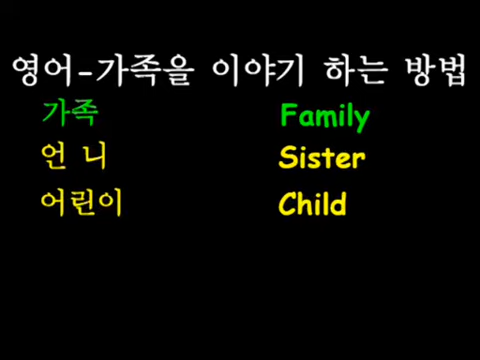 영어-가족을 이야기 하는 방법
가족 Family
언 니 Sister
어린이 Child